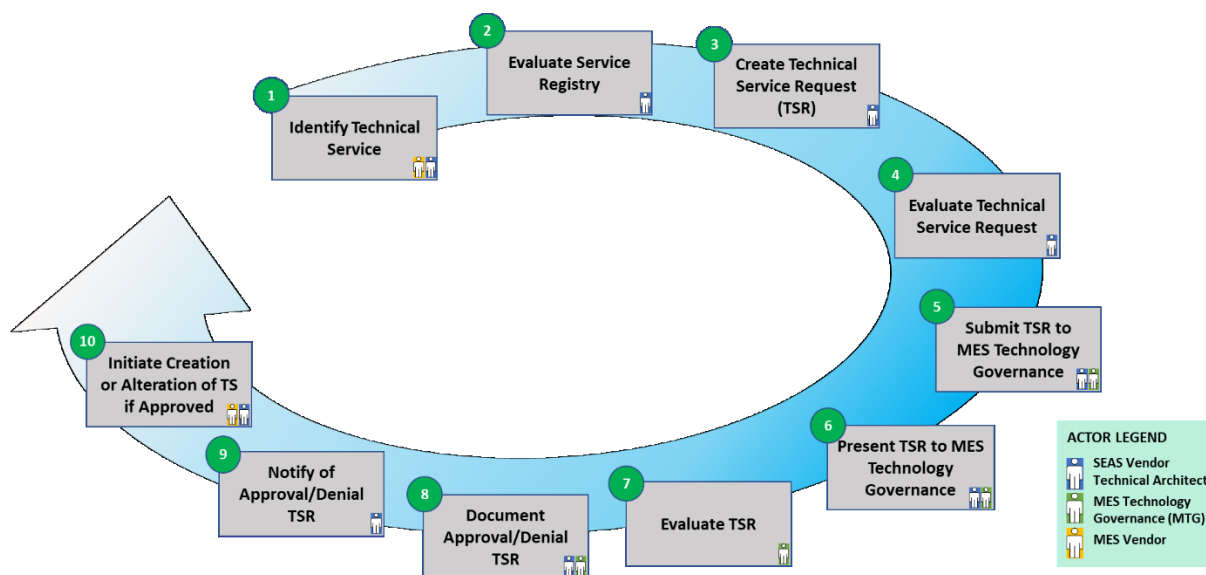 1
Identify Technical
Service
2
Evaluate Service
Registry
3
Create Technical
Service Request
(TSR)
4
Evaluate Technical
Service Request
5
Submit TSR to
MES Technology
Governance
6
Present TSR to MES
Technology
Governance
7
Evaluate TSR
8
Document
Approval/Denial
TSR
9
Notify of
Approval/Denial
TSR
10
Initiate Creation
or Alteration of TS
if Approved
ACTOR LEGEND
SEAS Vendor
Technical Architect
MES Technology
Governance (MTG)
MES Vendor